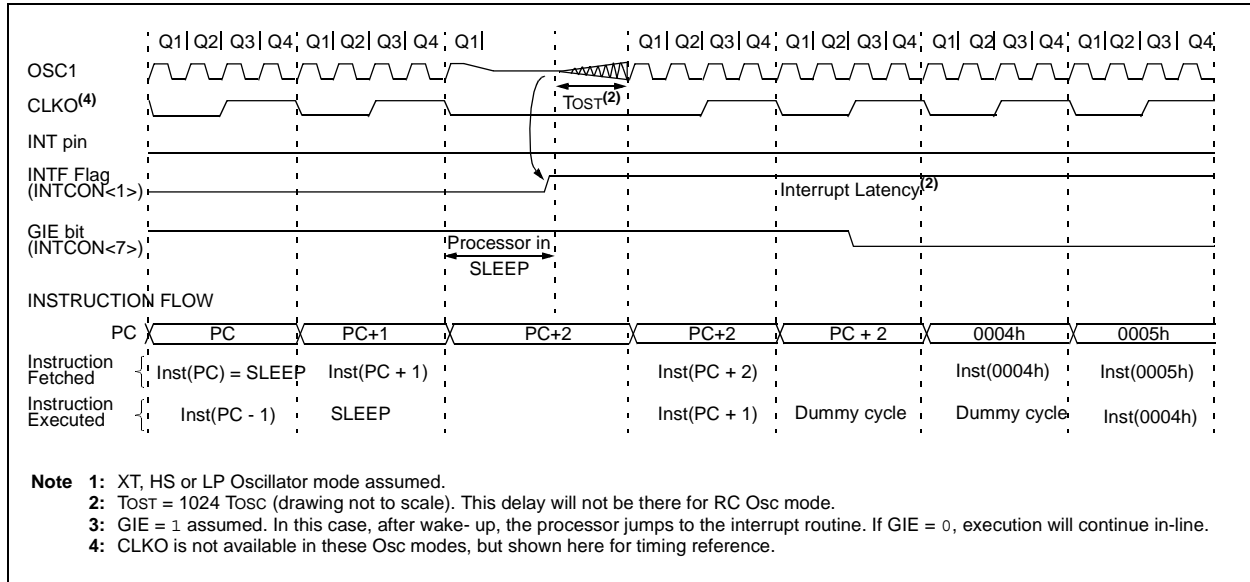 Q1 Q2 Q3 Q4 Q1 Q2 Q3 Q4 Q1 Q1 Q2 Q3 Q4 Q1 Q2 Q3 Q4 Q1 Q2 Q3 Q4 Q1 Q2 Q3 Q4
OSC1
CLKO(4)
TOST(2)
INT pin
INTF Flag
(INTCON<1>)
Interrupt Latency(2)
GIE bit
(INTCON<7>)
Processor in
SLEEP
INSTRUCTION FLOW
PC PC PC+1 PC+2 PC+2 PC + 2 0004h 0005h
Instruction
Fetched
Inst(PC) = SLEEP Inst(PC + 1) Inst(PC + 2) Inst(0004h) Inst(0005h)
Instruction
Executed
Inst(PC - 1) SLEEP Inst(PC + 1) Dummy cycle Dummy cycle Inst(0004h)
Note 1: XT, HS or LP Oscillator mode assumed.
2: TOST = 1024 TOSC (drawing not to scale). This delay will not be there for RC Osc mode.
3: GIE = 1 assumed. In this case, after wake- up, the processor jumps to the interrupt routine. If GIE = 0, execution will continue in-line.
4: CLKO is not available in these Osc modes, but shown here for timing reference.